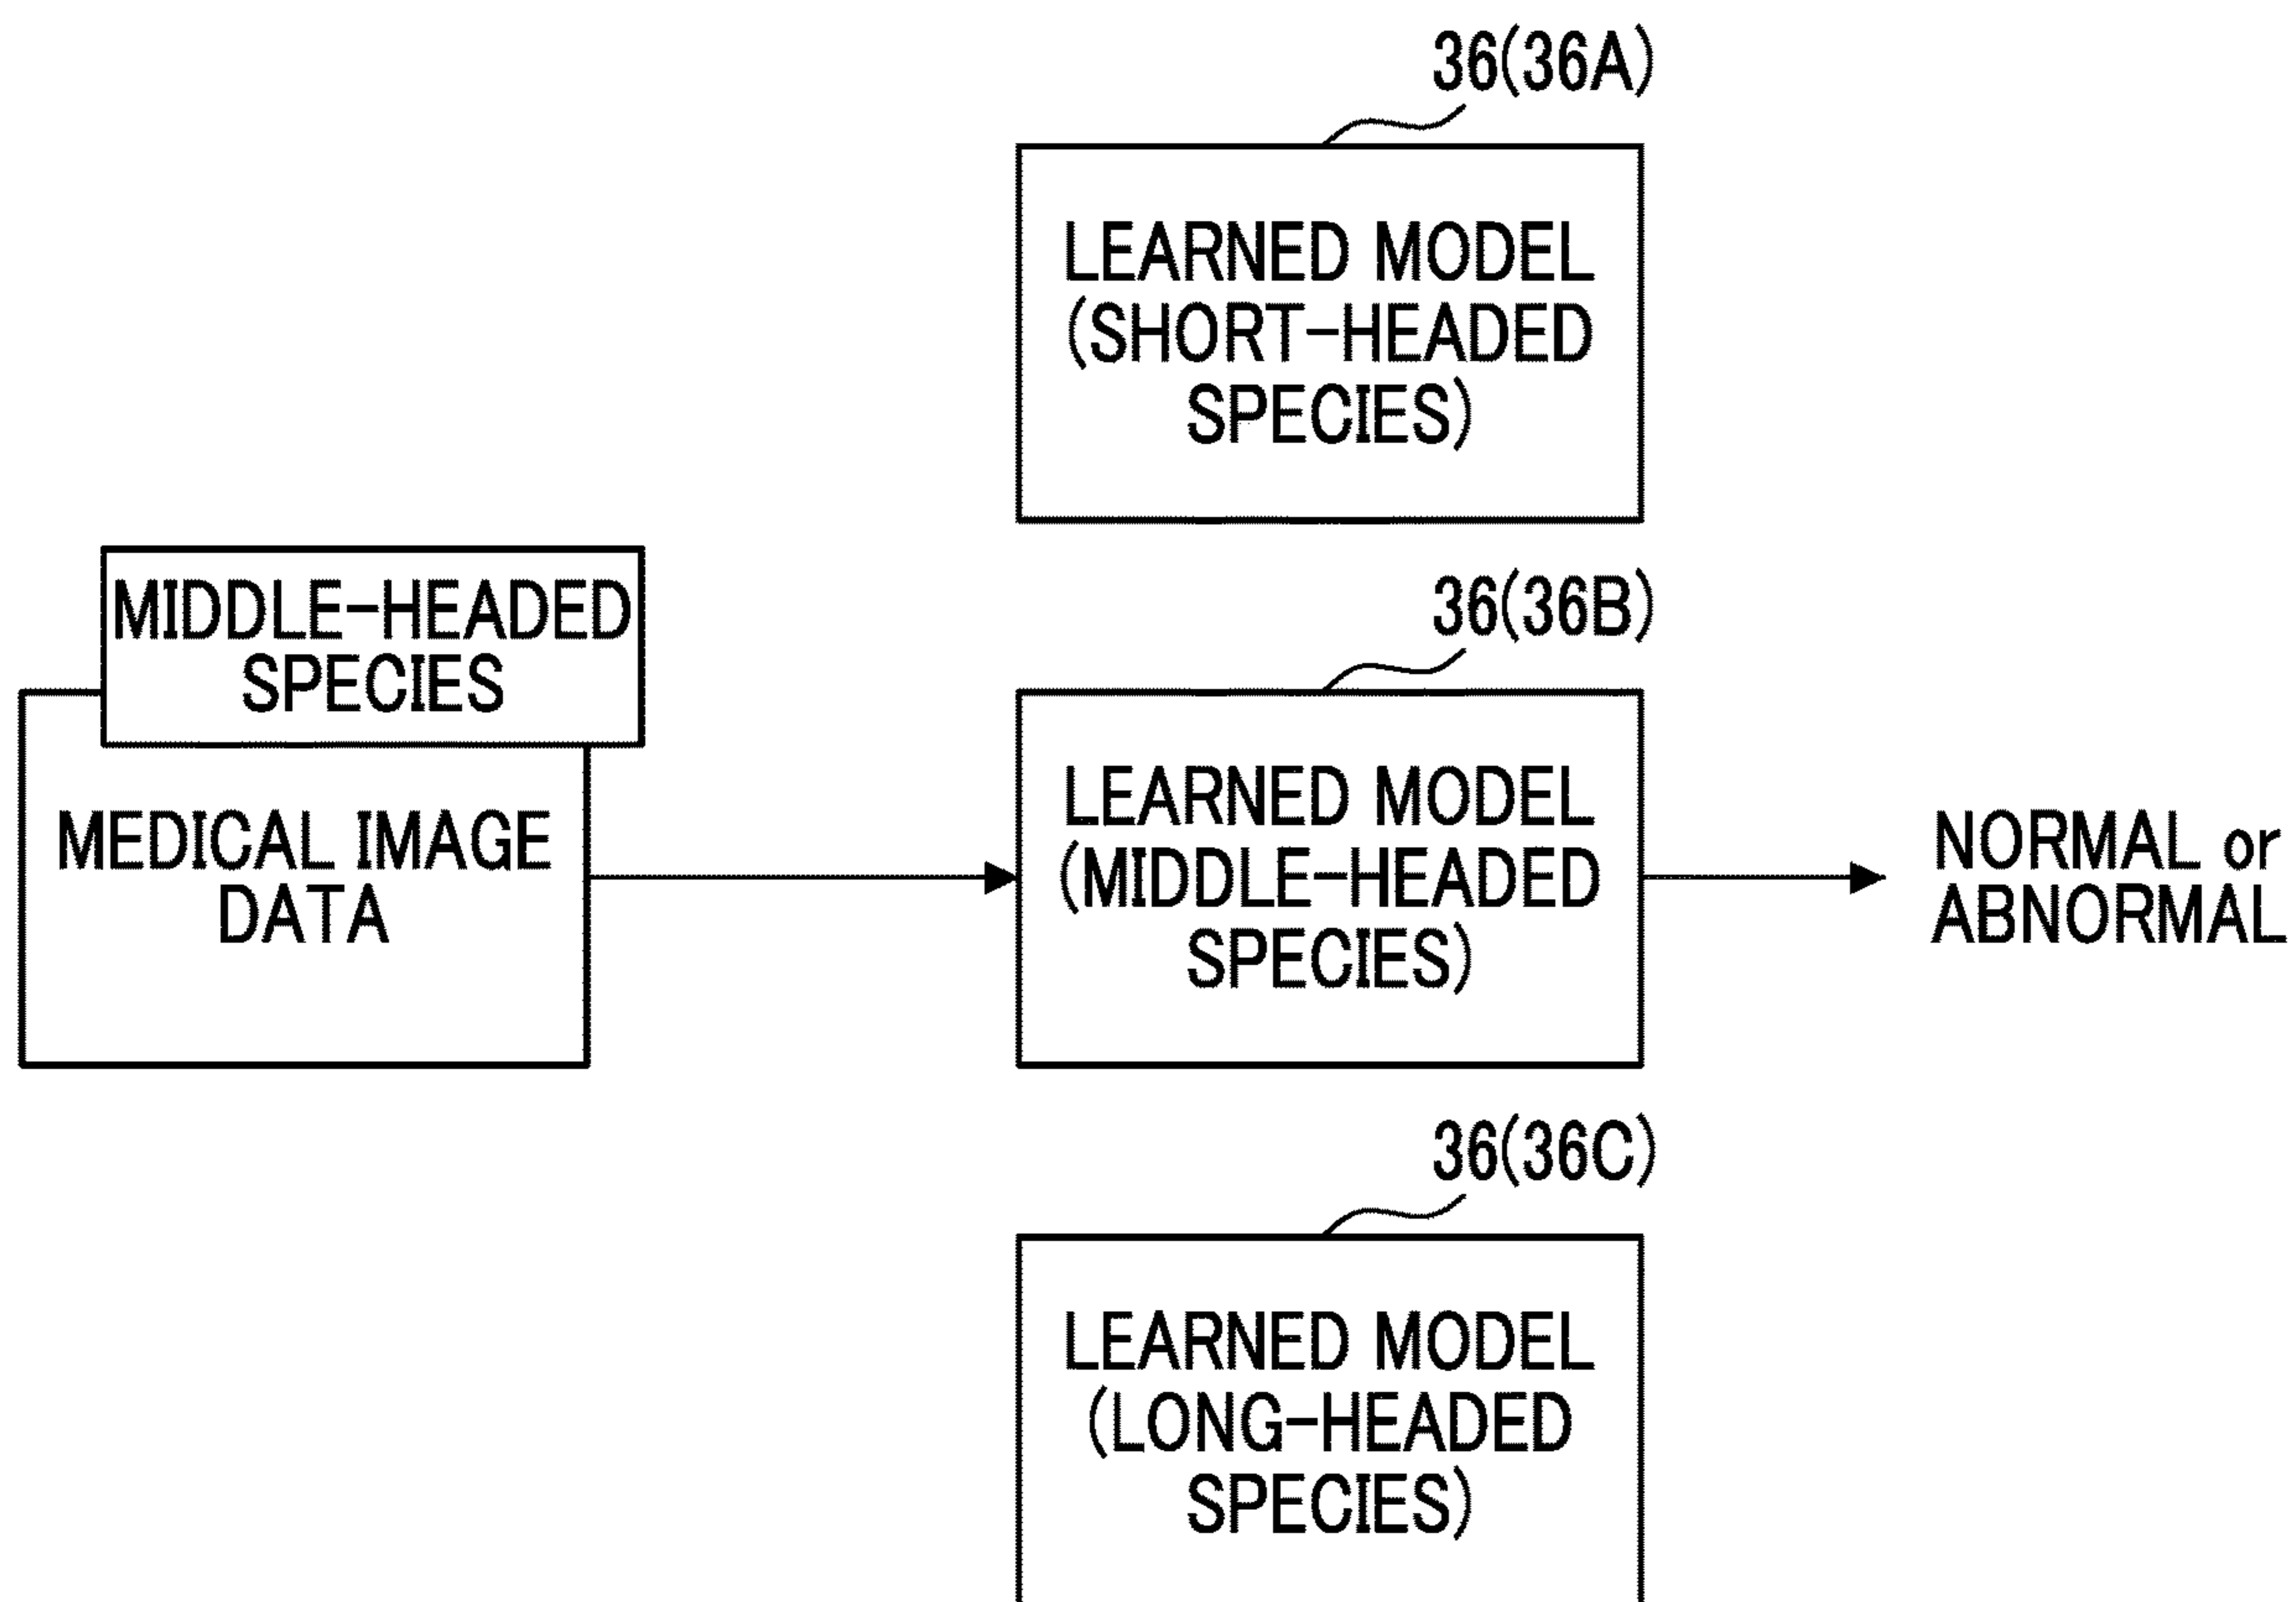 36(36A)
LEARNED MODEL
(SHORT-HEADED
SPECIES)
MIDDLE-HEADED
SPECIES
MEDICAL IMAGE
DATA
36(36B)
LEARNED MODEL
(MIDDLE-HEADED
SPECIES)
NORMAL or
ABNORMAL
36(36C)
LEARNED MODEL
(LONG-HEADED
SPECIES)